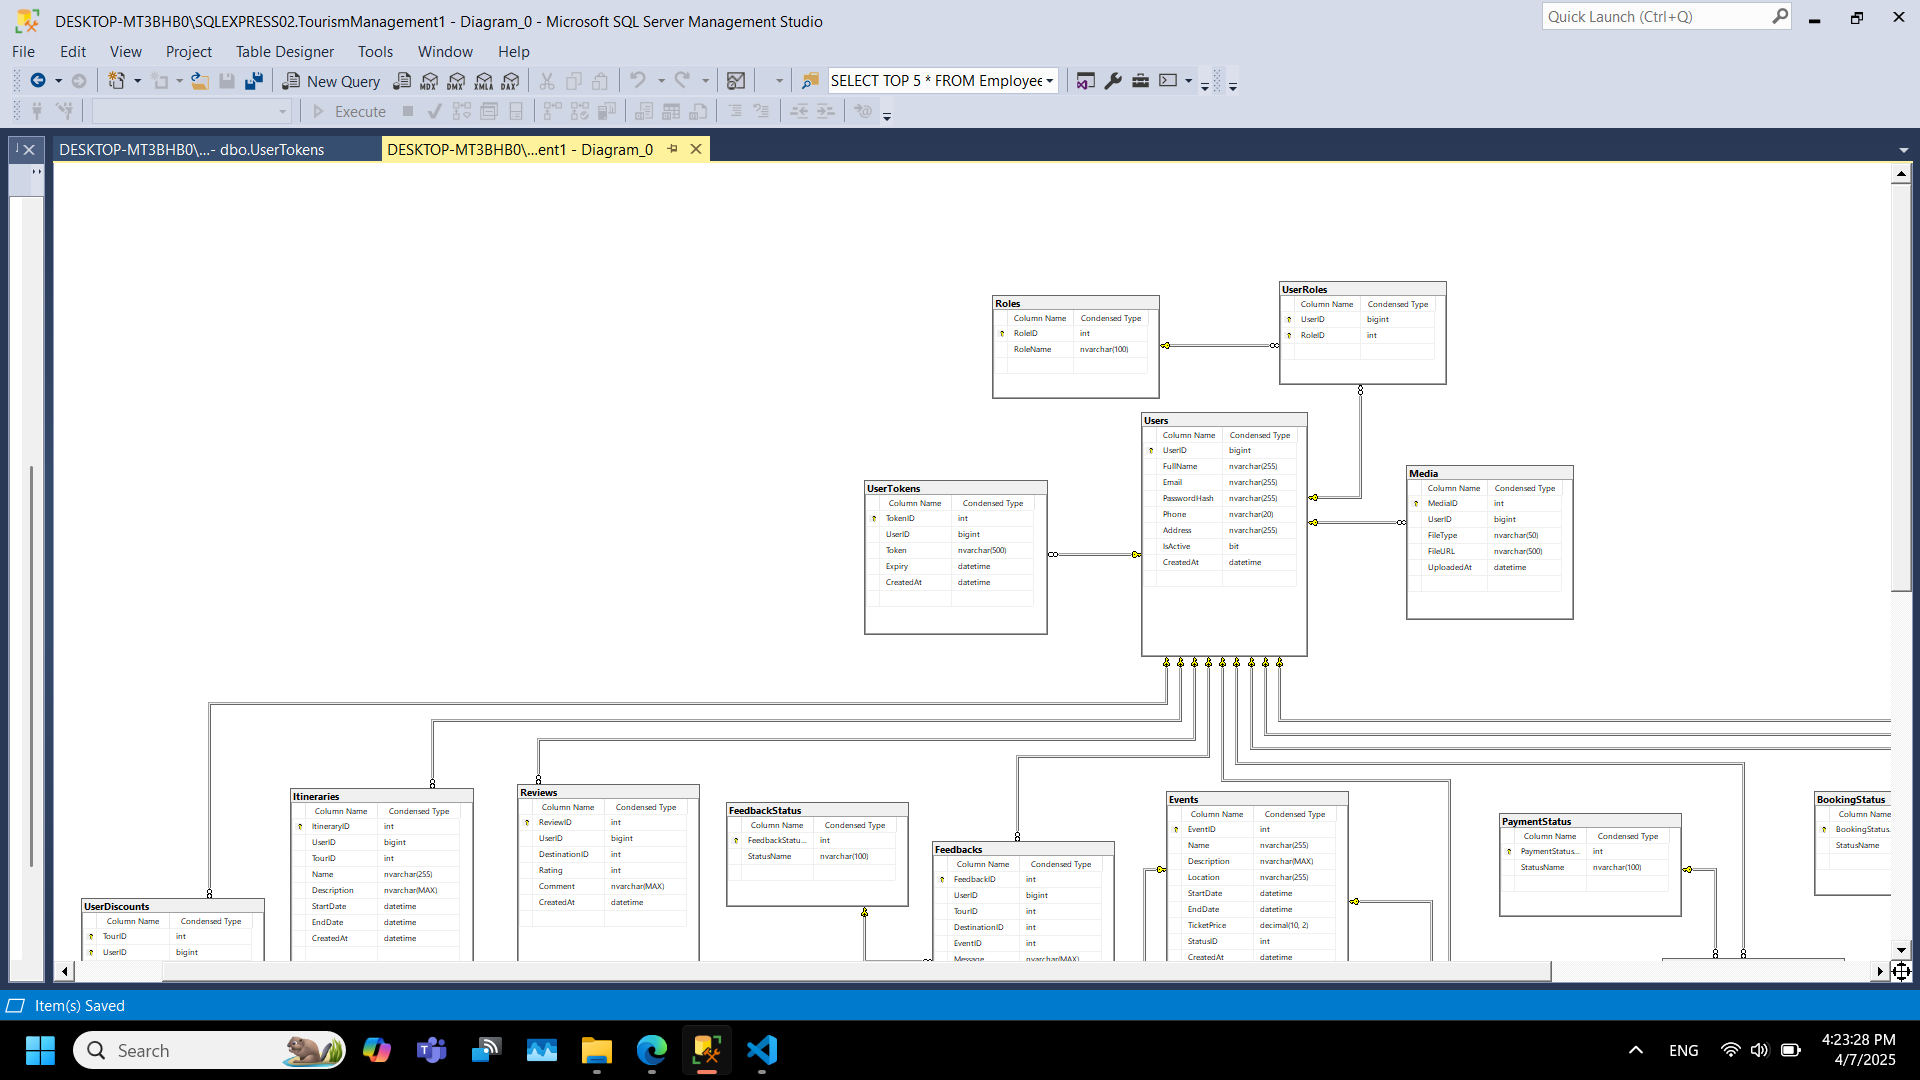 DESKTOP-MT3BHB0\SQLEXPRESS02.TourismManagement1 - Diagram_0 - Microsoft SQL Server Management Studio
Quick Launch (Ctrl+Q)
File Edit View Project Table Designer Tools Window Help
New Query MDX DMX XMLA DAX SELECT TOP 5 * FROM Employee
Execute
DESKTOP-MT3BHB0\...- dbo.UserTokens
DESKTOP-MT3BHB0\...ent1 - Diagram_0
Roles
Column Name Condensed Type
RoleID int
RoleName nvarchar(100)
UserRoles
Column Name Condensed Type
UserID bigint
RoleID int
Users
Column Name Condensed Type
UserID bigint
FullName nvarchar(255)
Email nvarchar(255)
PasswordHash nvarchar(255)
Phone nvarchar(20)
Address nvarchar(255)
IsActive bit
CreatedAt datetime
UserTokens
Column Name Condensed Type
TokenID int
UserID bigint
Token nvarchar(500)
Expiry datetime
CreatedAt datetime
Media
Column Name Condensed Type
MediaID int
UserID bigint
FileType nvarchar(50)
FileURL nvarchar(500)
UploadedAt datetime
UserDiscounts
Column Name Condensed Type
TourID int
UserID bigint
Itineraries
Column Name Condensed Type
ItineraryID int
UserID bigint
TourID int
Name nvarchar(255)
Description nvarchar(MAX)
StartDate datetime
EndDate datetime
CreatedAt datetime
Reviews
Column Name Condensed Type
ReviewID int
UserID bigint
DestinationID int
Rating int
Comment nvarchar(MAX)
CreatedAt datetime
FeedbackStatus
Column Name Condensed Type
FeedbackStatu... int
StatusName nvarchar(100)
Feedbacks
Column Name Condensed Type
FeedbackID int
UserID bigint
TourID int
DestinationID int
EventID int
Message nvarchar(MAX)
Events
Column Name Condensed Type
EventID int
Name nvarchar(255)
Description nvarchar(MAX)
Location nvarchar(255)
StartDate datetime
EndDate datetime
TicketPrice decimal(10, 2)
StatusID int
CreatedAt datetime
PaymentStatus
Column Name Condensed Type
PaymentStatus... int
StatusName nvarchar(100)
BookingStatus
Column Name
BookingStatus.
StatusName
Item(s) Saved
Search
ENG
4:23:28 PM
4/7/2025